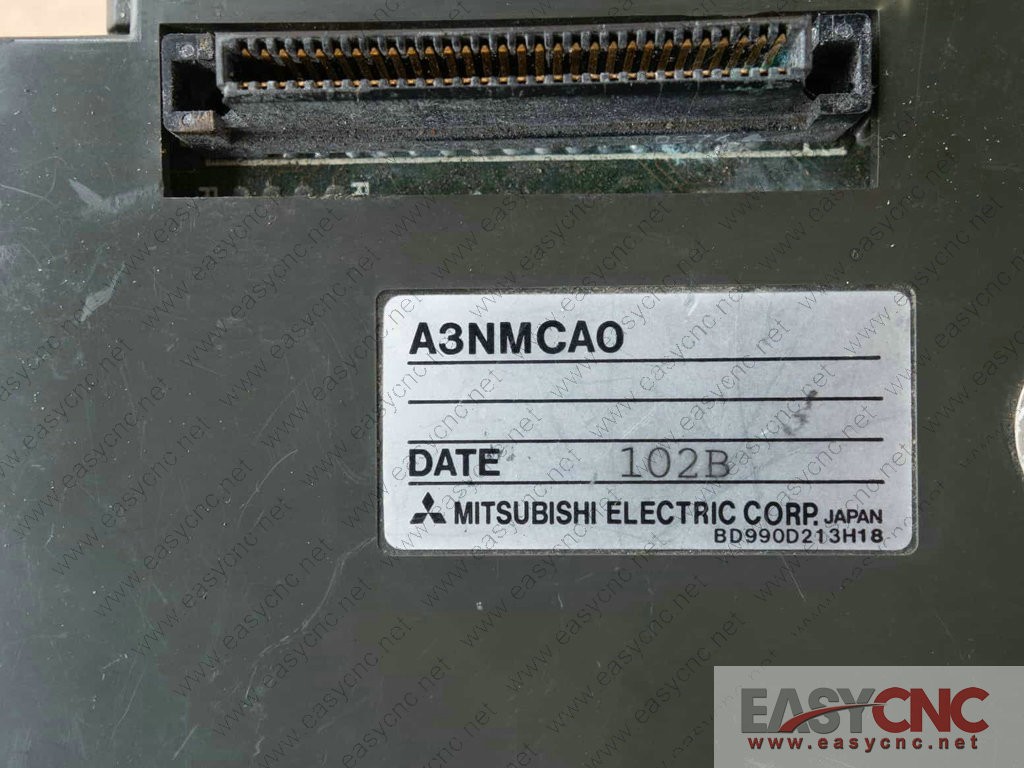 A3NMCA0
DATE 102B
MITSUBISHI ELECTRIC CORP. JAPAN
BD990D213H18
EASYCNC
www.easycnc.net